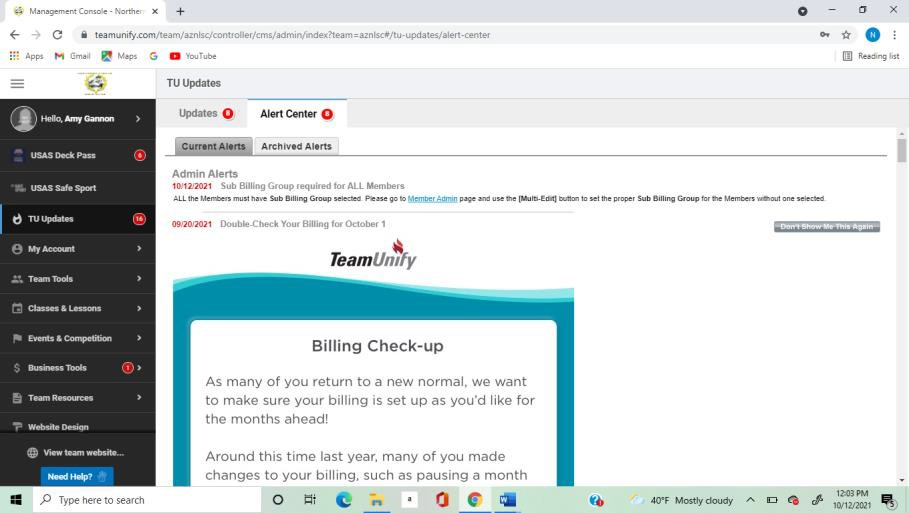 Management Console - Northern
teamunify.com/team/aznlsc/controller/cms/admin/index?team=aznlsc#/tu-updates/alert-center
N
Apps
Gmail
Maps
YouTube
Reading list
TU Updates
Hello, Amy Gannon
Updates 8
Alert Center 8
USAS Deck Pass 6
Current Alerts
Archived Alerts
USAS Safe Sport
Admin Alerts
10/12/2021 Sub Billing Group required for ALL Members
ALL the Members must have Sub Billing Group selected. Please go to Member Admin page and use the [Multi-Edit] button to set the proper Sub Billing Group for the Members without one selected.
TU Updates 16
09/20/2021 Double-Check Your Billing for October 1
Don't Show Me This Again
My Account
TeamUnify
Team Tools
Classes & Lessons
Events & Competition
Billing Check-up
Business Tools 1
As many of you return to a new normal, we want
to make sure your billing is set up as you'd like for
the months ahead!
Team Resources
Website Design
View team website...
Around this time last year, many of you made
changes to your billing, such as pausing a month
Need Help?
Type here to search
a
40°F Mostly cloudy
12:03 PM
10/12/2021
5